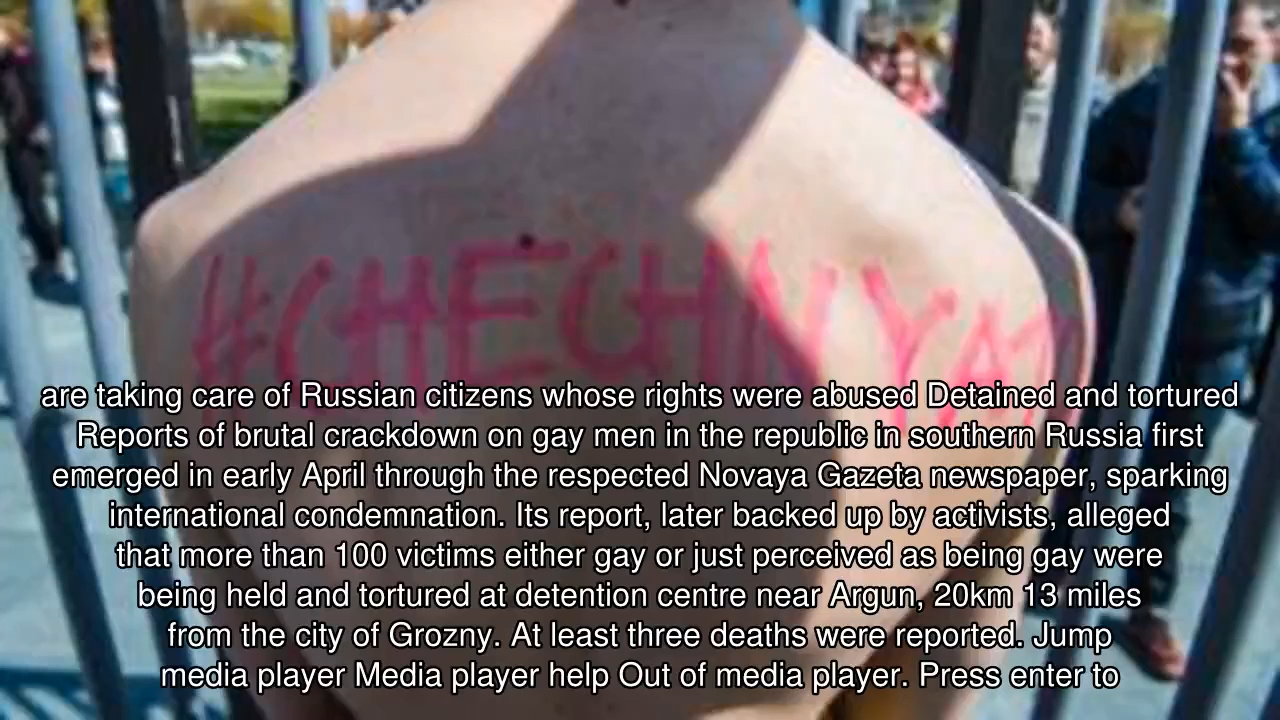 #CHECHNYA
are taking care of Russian citizens whose rights were abused Detained and tortured
Reports of brutal crackdown on gay men in the republic in southern Russia first
emerged in early April through the respected Novaya Gazeta newspaper, sparking
international condemnation. Its report, later backed up by activists, alleged
that more than 100 victims either gay or just perceived as being gay were
being held and tortured at detention centre near Argun, 20km 13 miles
from the city of Grozny. At least three deaths were reported. Jump
media player Media player help Out of media player. Press enter to